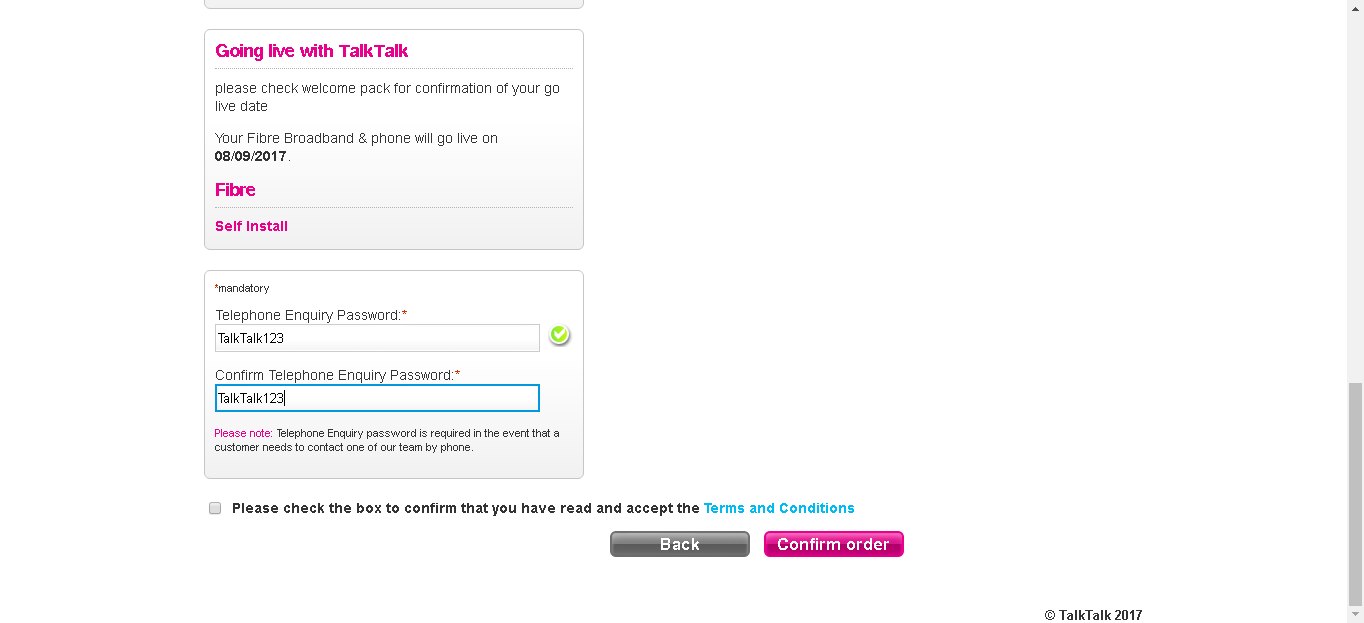 Going live with TalkTalk
please check welcome pack for confirmation of your go
live date
Your Fibre Broadband & phone will go live on
08/09/2017.
Fibre
Self Install
*mandatory
Telephone Enquiry Password:*
TalkTalk123
Confirm Telephone Enquiry Password:*
TalkTalk123
Please note: Telephone Enquiry password is required in the event that a
customer needs to contact one of our team by phone.
Please check the box to confirm that you have read and accept the Terms and Conditions
Back Confirm order
© TalkTalk 2017